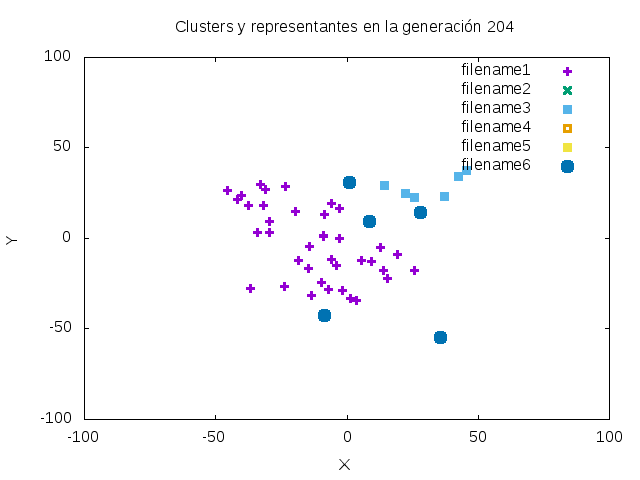 Clusters y representantes en la generación 204
100
50
0
-50
-100
-100
-50
0
50
100
Y
X
filename1
filename2
filename3
filename4
filename5
filename6